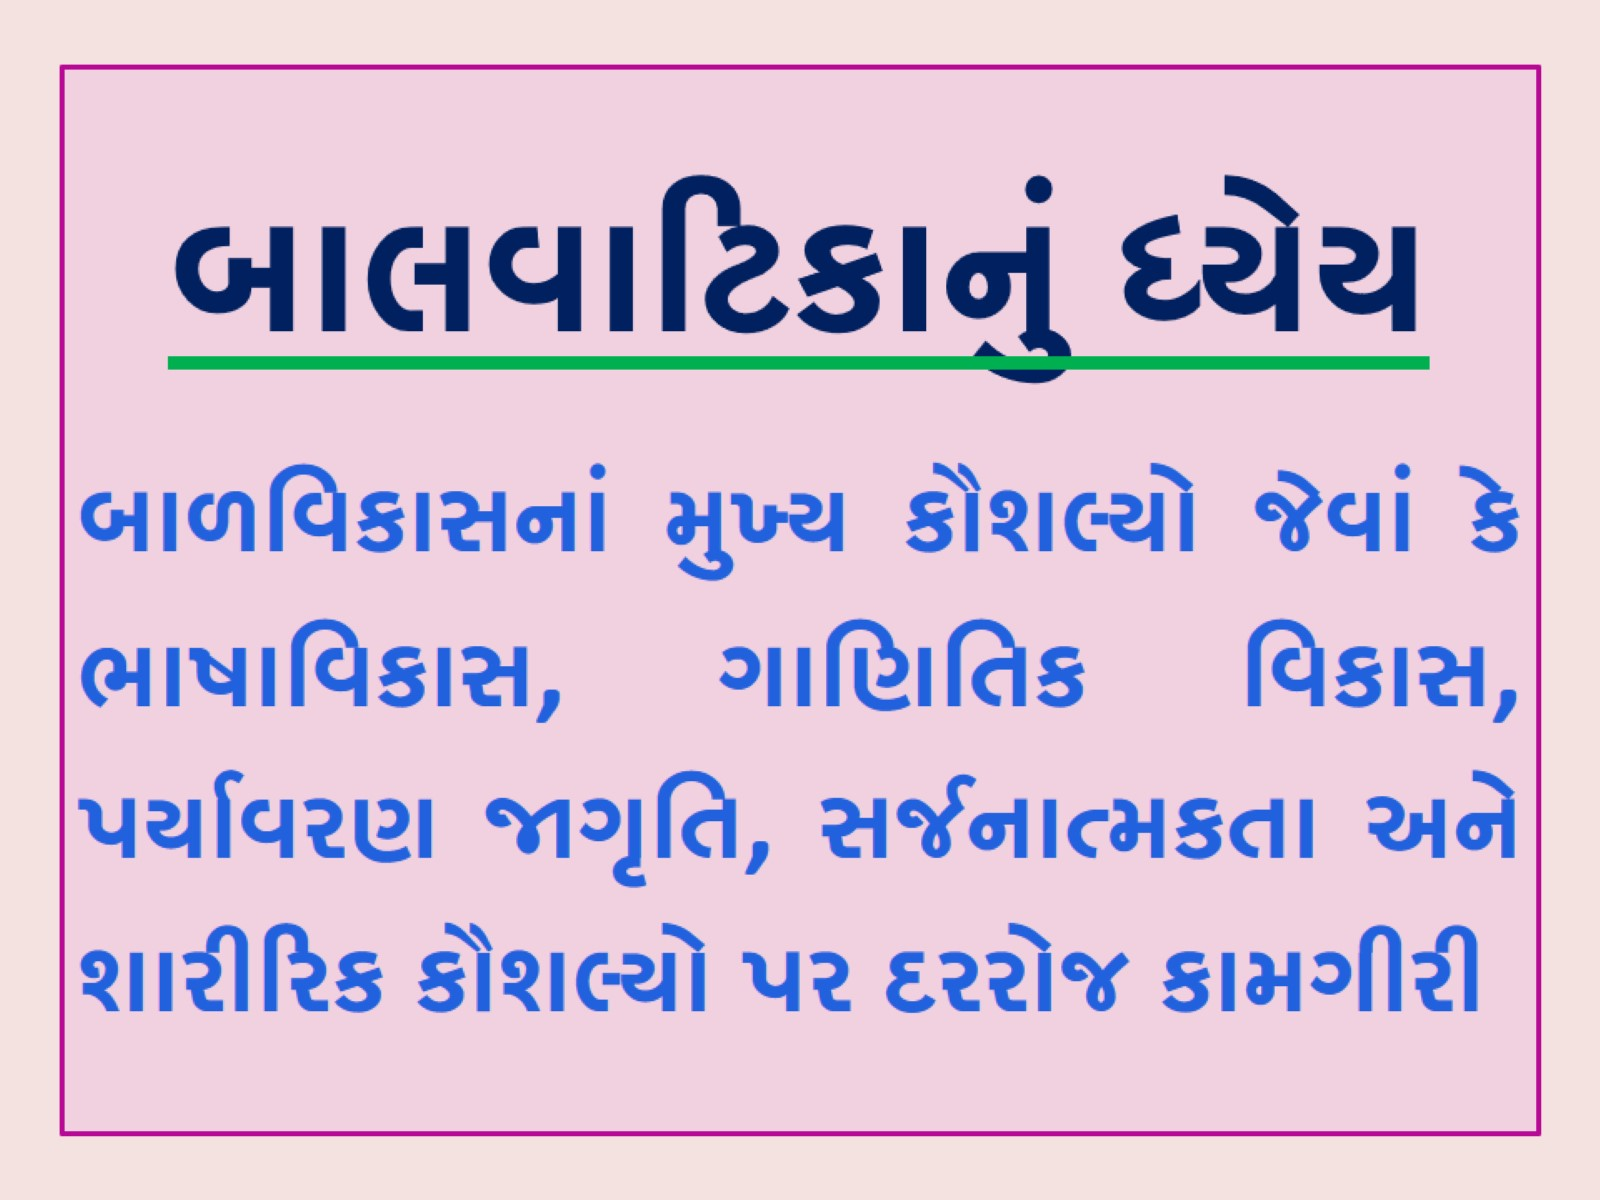 બાલવાટિકાનું ધ્યેય
બાળવિકાસનાં મુખ્ય કૌશલ્યો જેવાં કે
ભાષાવિકાસ, ગાણિતિક વિકાસ,
પર્યાવરણ જાગૃતિ, સર્જનાત્મકતા અને
શારીરિક કૌશલ્યો પર દરરોજ કામગીરી